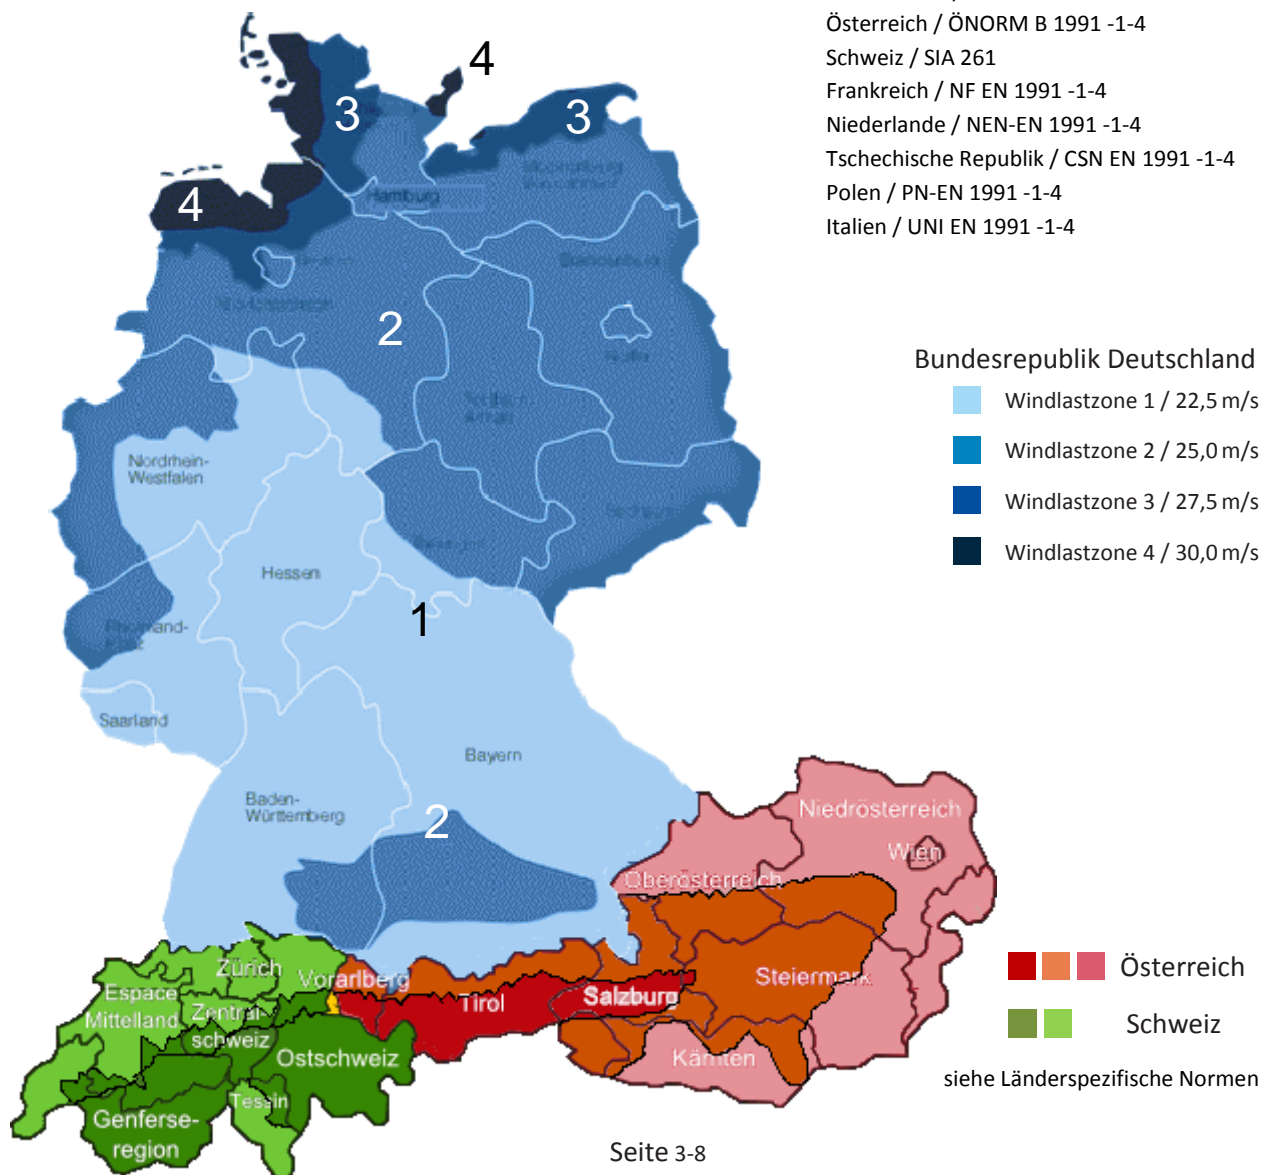 Österreich / ÖNORM B 1991 -1-4
Schweiz / SIA 261
Frankreich / NF EN 1991 -1-4
Niederlande / NEN-EN 1991 -1-4
Tschechische Republik / CSN EN 1991 -1-4
Polen / PN-EN 1991 -1-4
Italien / UNI EN 1991 -1-4
4
3
3
4
Hamburg
2
Berlin
Bundesrepublik Deutschland
Windlastzone 1 / 22,5 m/s
Windlastzone 2 / 25,0 m/s
Windlastzone 3 / 27,5 m/s
Windlastzone 4 / 30,0 m/s
Nordrhein-
Westfalen
Hessen
1
Rheinland-
Pfalz
Saarland
Bayern
Baden-
Württemberg
2
Niedrösterreich
Wien
Oberösterreich
Zürich
Vorarlberg
Espace
Mittelland
Zentral-
schweiz
Tirol
Salzburg
Steiermark
Ostschweiz
Kärnten
Tessin
Genferse-
region
Österreich
Schweiz
siehe Länderspezifische Normen
Seite 3-8